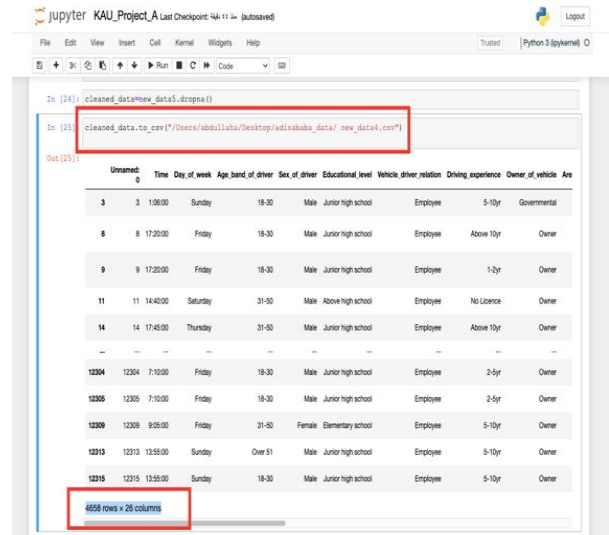 jupyter KAU_Project_A Last Checkpoint: منذ 11 دقيقة (autosaved)
Logout
File Edit View Insert Cell Kernel Widgets Help
Trusted Python 3 (ipykernel)
Run Code
In [24]: cleaned_data=new_data5.dropna()
In [25] cleaned_data.to_csv("/Users/abdullaha/Desktop/adisababa_data/ new_data4.csv")
Out[25]:
Unnamed: 0 Time Day_of_week Age_band_of_driver Sex_of_driver Educational_level Vehicle_driver_relation Driving_experience Owner_of_vehicle Are
3 3 1:06:00 Sunday 18-30 Male Junior high school Employee 5-10yr Governmental
8 8 17:20:00 Friday 18-30 Male Junior high school Employee Above 10yr Owner
9 9 17:20:00 Friday 18-30 Male Junior high school Employee 1-2yr Owner
11 11 14:40:00 Saturday 31-50 Male Above high school Employee No Licence Owner
14 14 17:45:00 Thursday 31-50 Male Junior high school Employee Above 10yr Owner
... ... ... ... ... ... ... ... ... ...
12304 12304 7:10:00 Friday 18-30 Male Junior high school Employee 2-5yr Owner
12305 12305 7:10:00 Friday 18-30 Male Junior high school Employee 2-5yr Owner
12309 12309 9:05:00 Friday 31-50 Female Elementary school Employee 5-10yr Owner
12313 12313 13:55:00 Sunday Over 51 Male Junior high school Employee 5-10yr Owner
12315 12315 13:55:00 Sunday 18-30 Male Junior high school Employee 5-10yr Owner
4658 rows × 26 columns